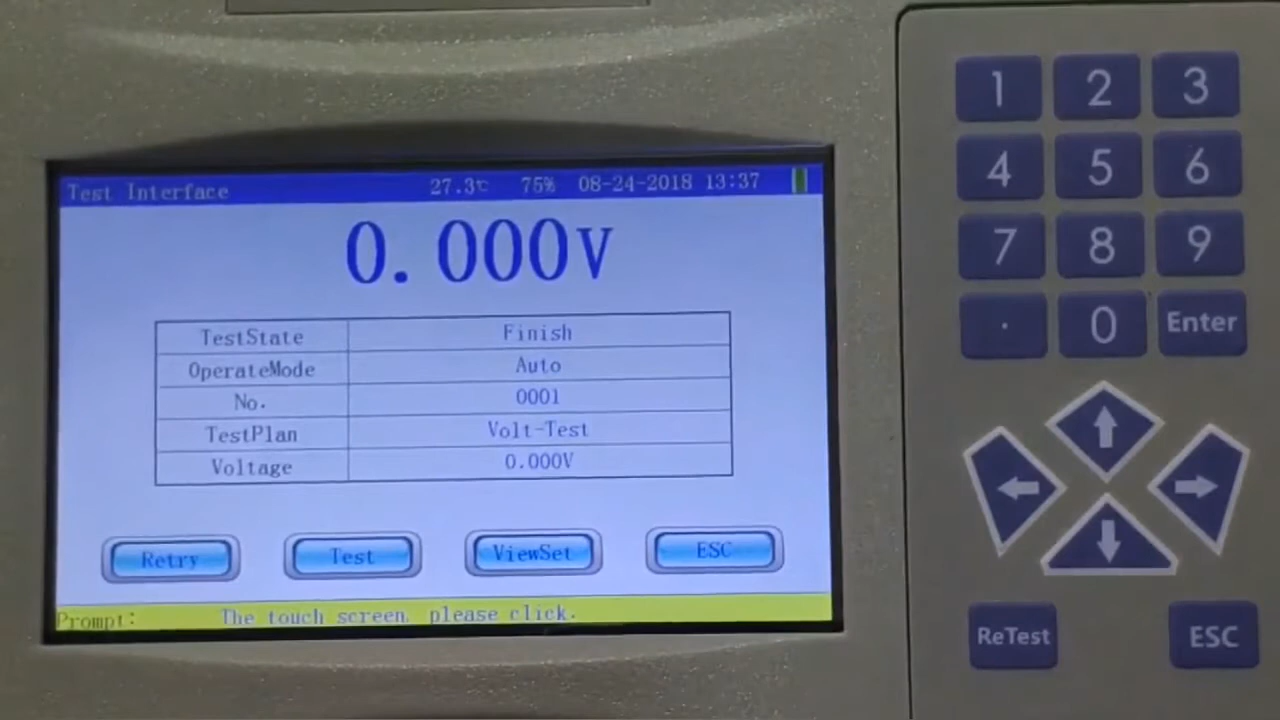 Test Interface 27.3℃ 75% 08-24-2018 13:37
0.000V
TestState Finish
OperateMode Auto
No. 0001
TestPlan Volt-Test
Voltage 0.000V
Retry Test ViewSet ESC
Prompt: The touch screen, please click.
1 2 3
4 5 6
7 8 9
. 0 Enter
ReTest ESC